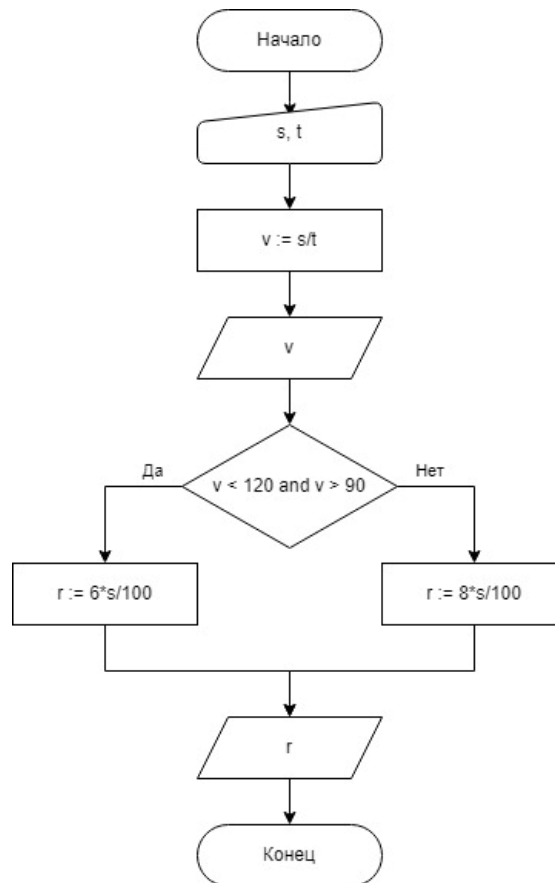 Начало
s, t
v := s/t
v
Да
v < 120 and v > 90
Нет
r := 6*s/100
r := 8*s/100
r
Конец